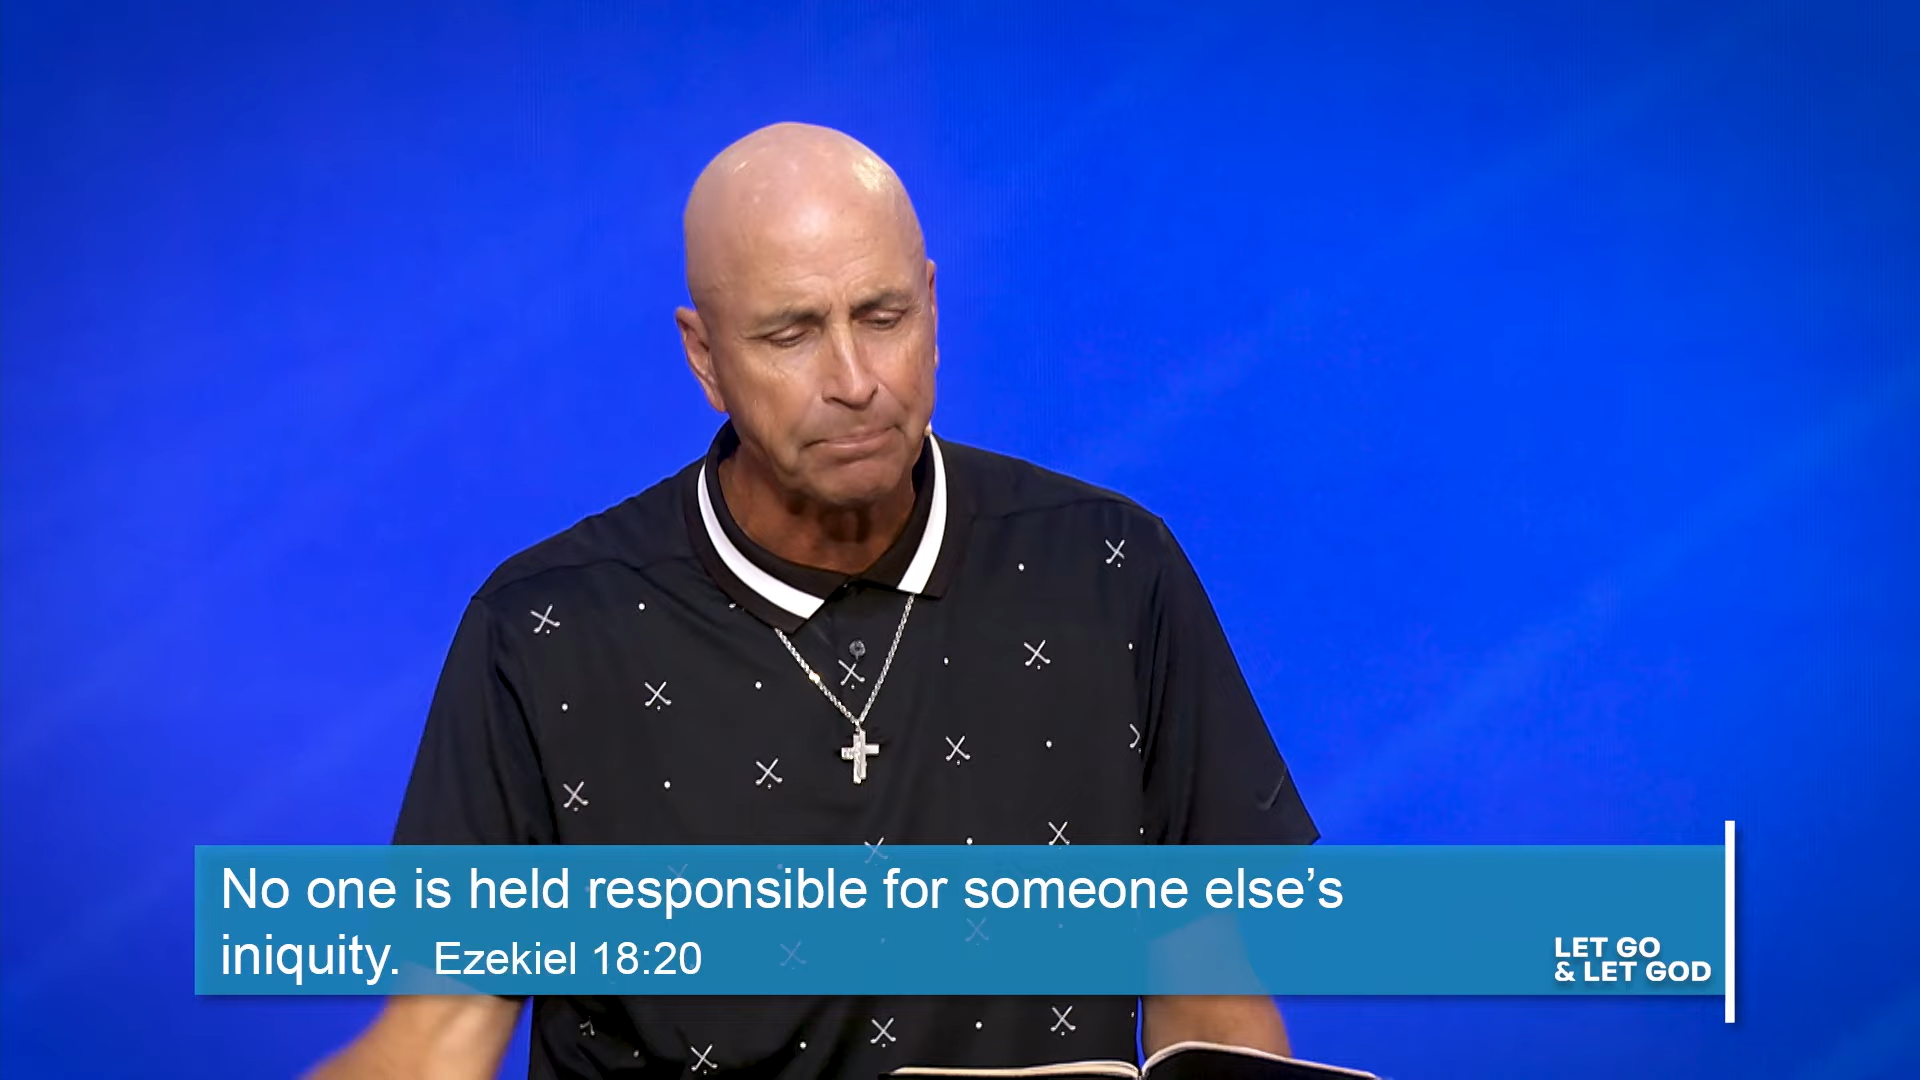 No one is held responsible for someone else’s
iniquity. Ezekiel 18:20
LET GO
& LET GOD